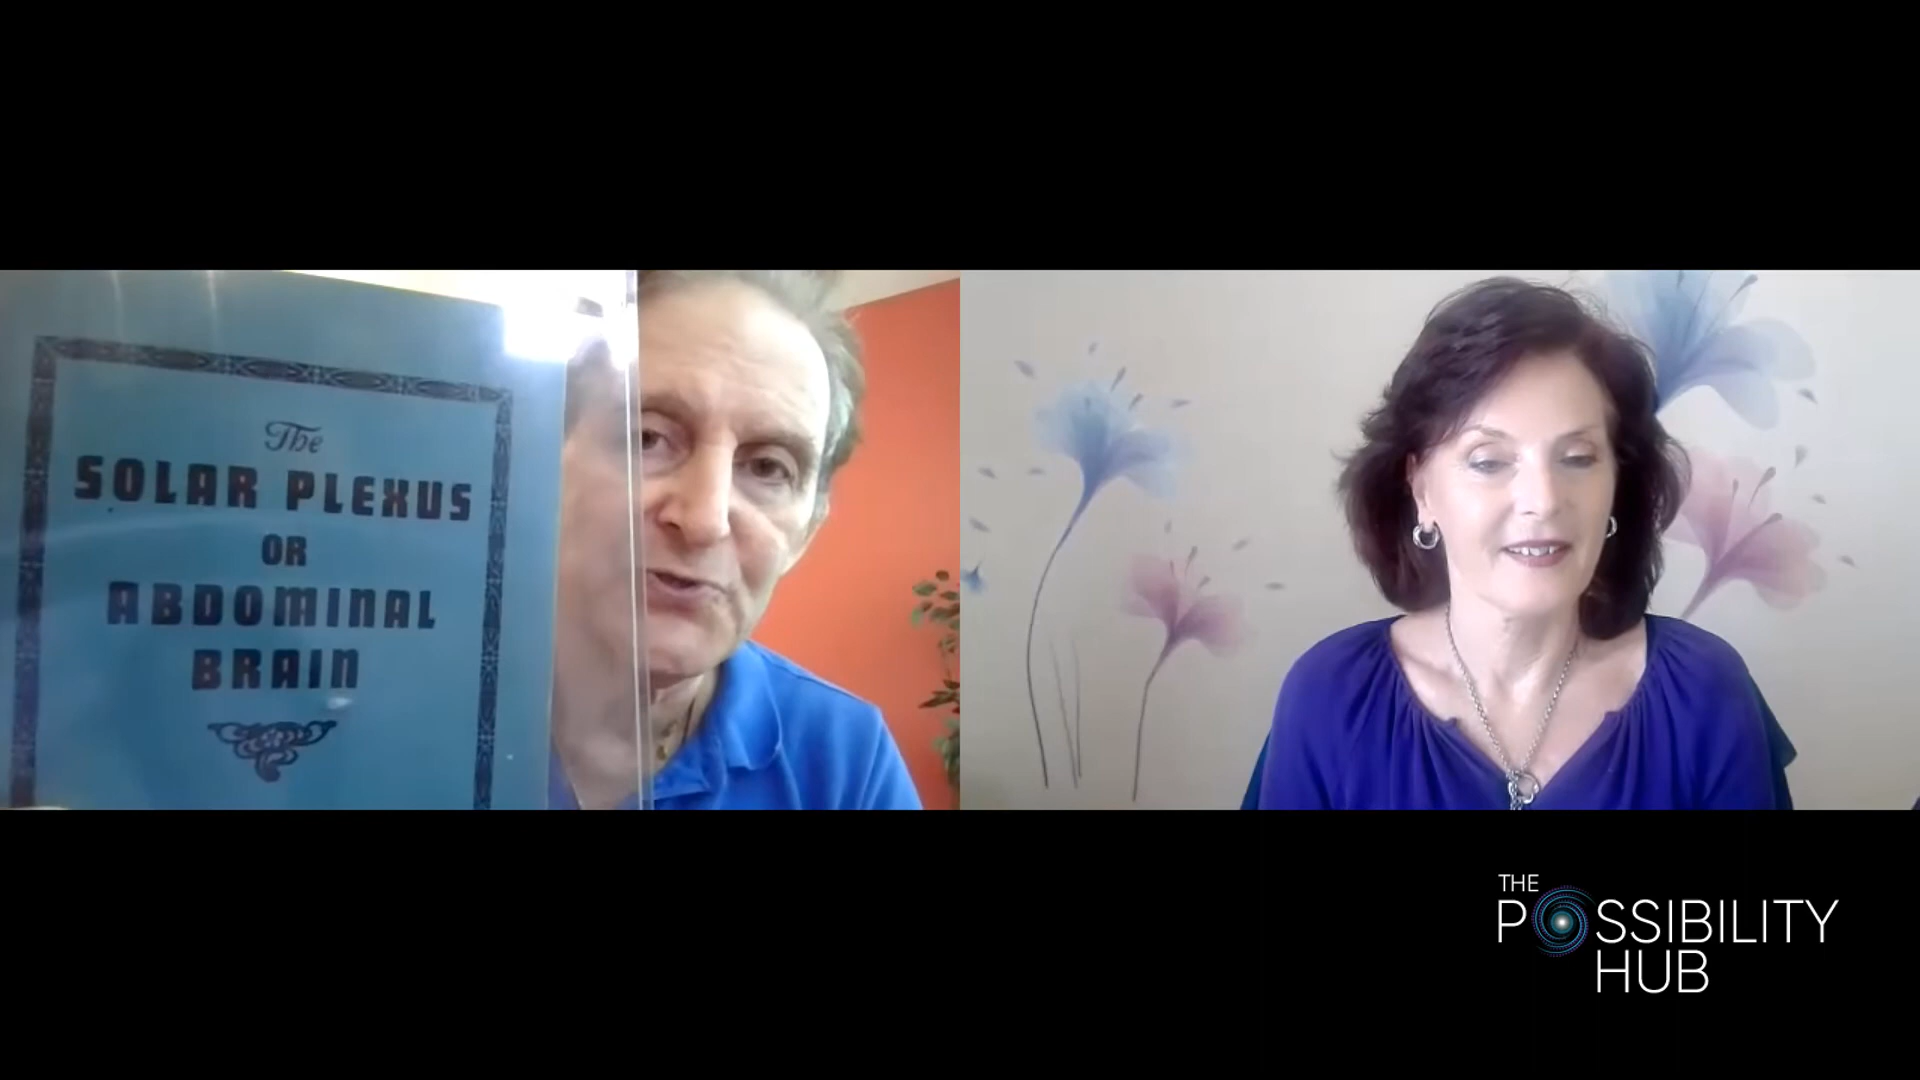 The
SOLAR PLEXUS
OR
ABDOMINAL
BRAIN
THE
POSSIBILITY
HUB